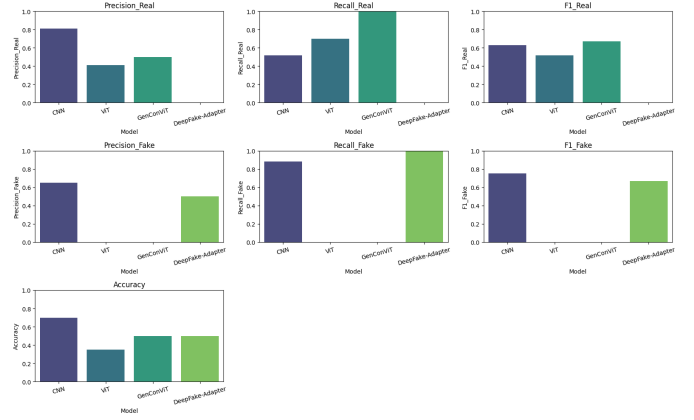 Precision_Real
Precision_Real
1.0
0.8
0.6
0.4
0.2
0.0
CNN
ViT
GenConViT
DeepFake-Adapter
Model
Recall_Real
Recall_Real
1.0
0.8
0.6
0.4
0.2
0.0
CNN
ViT
GenConViT
DeepFake-Adapter
Model
F1_Real
F1_Real
1.0
0.8
0.6
0.4
0.2
0.0
CNN
ViT
GenConViT
DeepFake-Adapter
Model
Precision_Fake
Precision_Fake
1.0
0.8
0.6
0.4
0.2
0.0
CNN
ViT
GenConViT
DeepFake-Adapter
Model
Recall_Fake
Recall_Fake
1.0
0.8
0.6
0.4
0.2
0.0
CNN
ViT
GenConViT
DeepFake-Adapter
Model
F1_Fake
F1_Fake
1.0
0.8
0.6
0.4
0.2
0.0
CNN
ViT
GenConViT
DeepFake-Adapter
Model
Accuracy
Accuracy
1.0
0.8
0.6
0.4
0.2
0.0
CNN
ViT
GenConViT
DeepFake-Adapter
Model